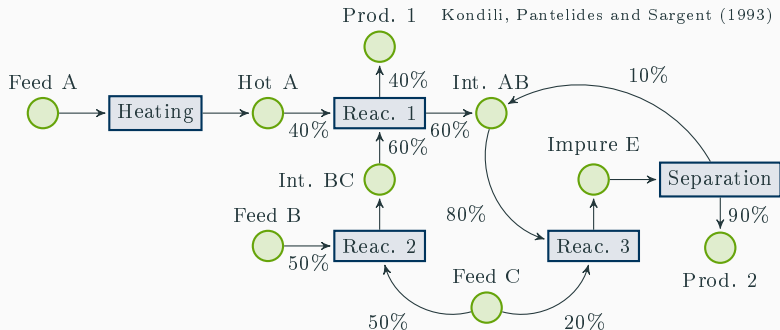 Prod. 1
Kondili, Pantelides and Sargent (1993)
Feed A
Hot A
40%
Int. AB
10%
Heating
Reac. 1
40%
60%
60%
Impure E
Int. BC
Separation
Feed B
80%
90%
Reac. 2
Reac. 3
50%
Feed C
Prod. 2
50%
20%